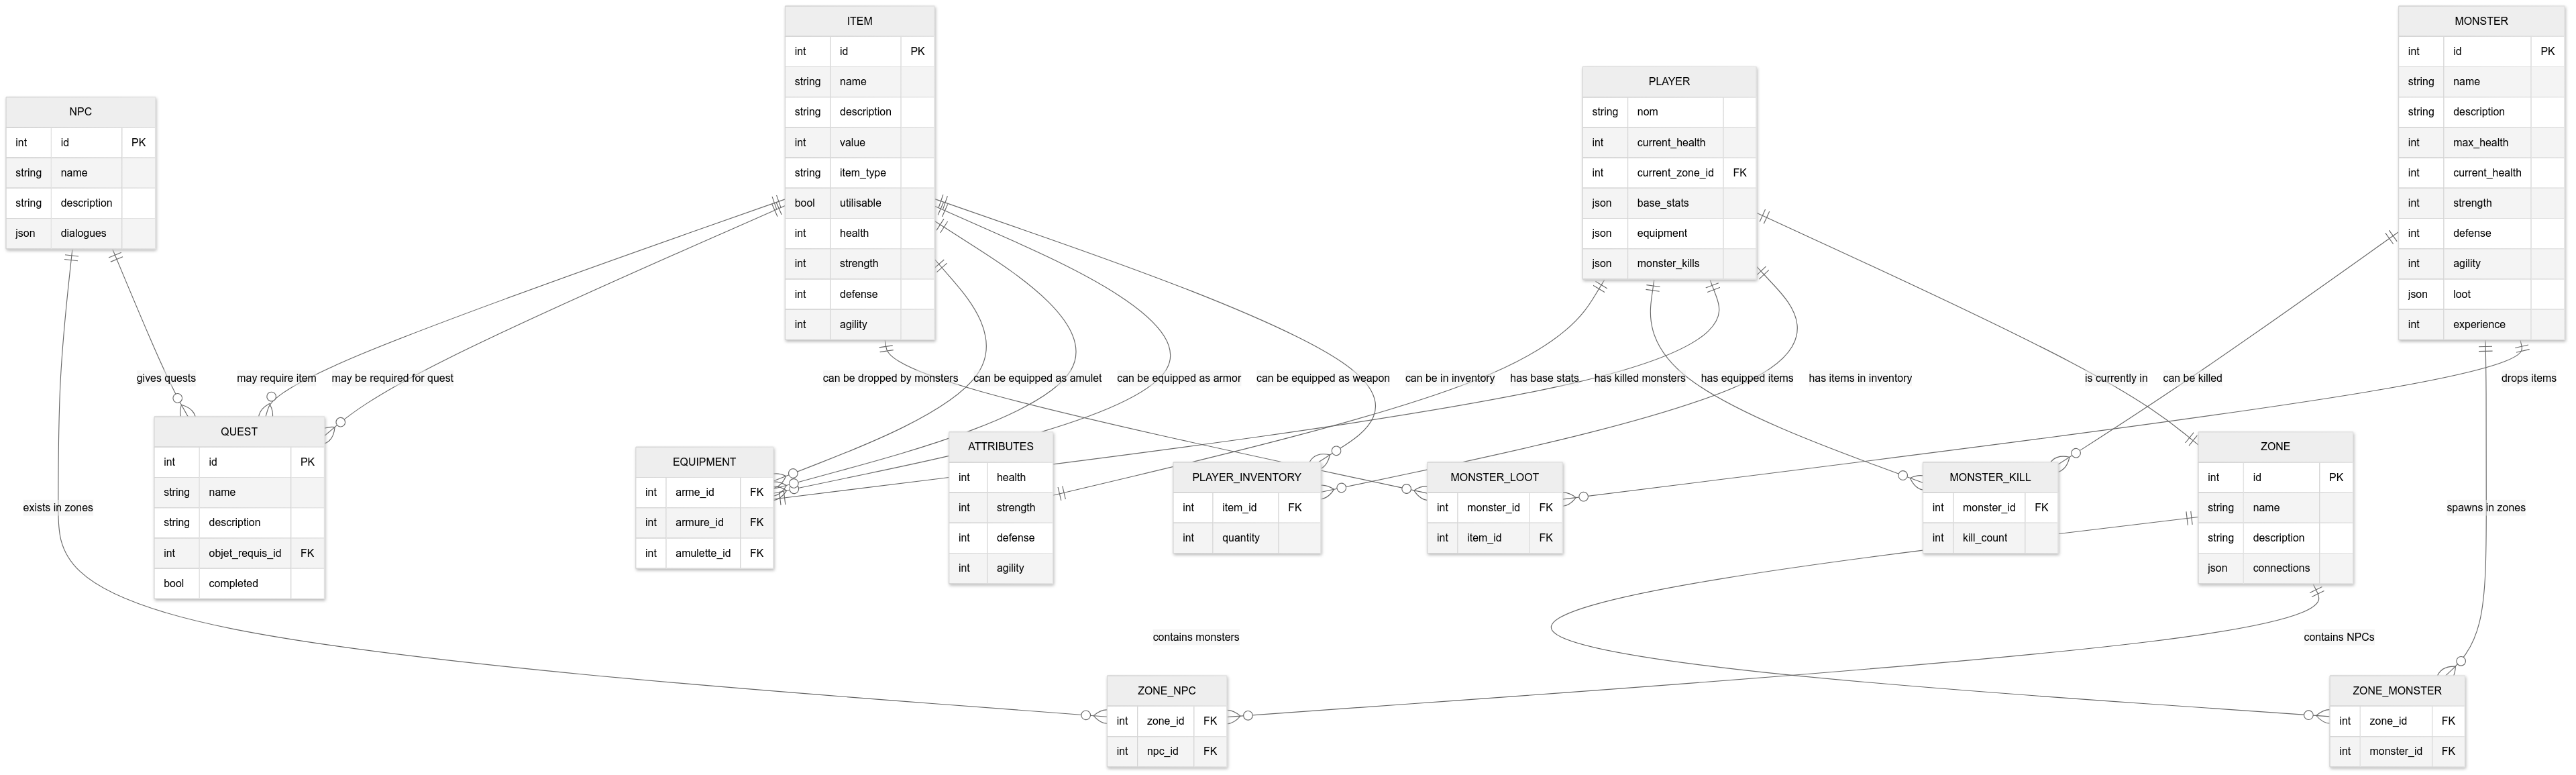 ITEM
int id PK
string name
string description
int value
string item_type
bool utilisable
int health
int strength
int defense
int agility
MONSTER
int id PK
string name
string description
int max_health
int current_health
int strength
int defense
int agility
json loot
int experience
PLAYER
string nom
int current_health
int current_zone_id FK
json base_stats
json equipment
json monster_kills
NPC
int id PK
string name
string description
json dialogues
gives quests
may require item
may be required for quest
can be dropped by monsters
can be equipped as amulet
can be equipped as armor
can be equipped as weapon
can be in inventory
has base stats
has killed monsters
has equipped items
has items in inventory
is currently in
can be killed
drops items
QUEST
int id PK
string name
string description
int objet_requis_id FK
bool completed
EQUIPMENT
int arme_id FK
int armure_id FK
int amulette_id FK
ATTRIBUTES
int health
int strength
int defense
int agility
PLAYER_INVENTORY
int item_id FK
int quantity
MONSTER_LOOT
int monster_id FK
int item_id FK
MONSTER_KILL
int monster_id FK
int kill_count
ZONE
int id PK
string name
string description
json connections
exists in zones
spawns in zones
contains monsters
contains NPCs
ZONE_NPC
int zone_id FK
int npc_id FK
ZONE_MONSTER
int zone_id FK
int monster_id FK